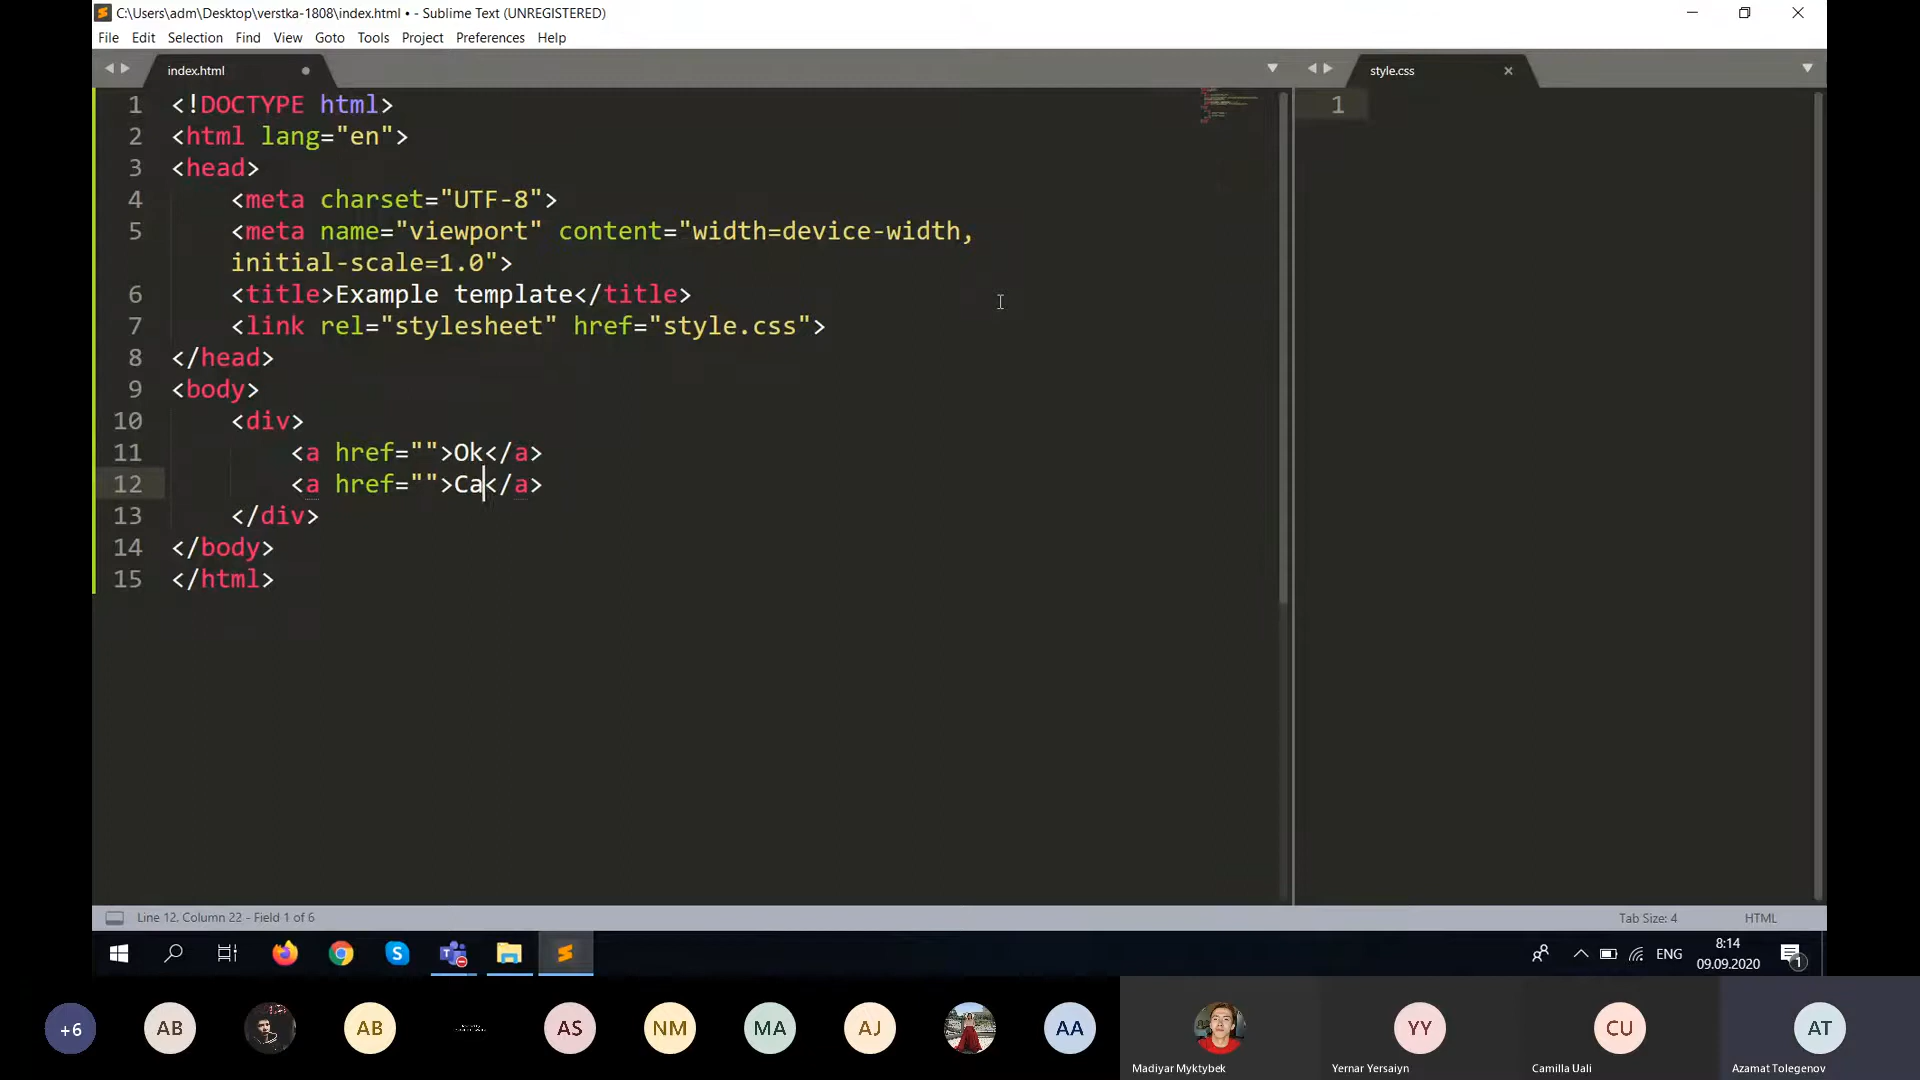 C:\Users\adm\Desktop\verstka-1808\index.html • - Sublime Text (UNREGISTERED)
File Edit Selection Find View Goto Tools Project Preferences Help
index.html
style.css
1 <!DOCTYPE html>
2 <html lang="en">
3 <head>
4 <meta charset="UTF-8">
5 <meta name="viewport" content="width=device-width,
initial-scale=1.0">
6 <title>Example template</title>
7 <link rel="stylesheet" href="style.css">
8 </head>
9 <body>
10 <div>
11 <a href="">Ok</a>
12 <a href="">Ca</a>
13 </div>
14 </body>
15 </html>
1
Line 12, Column 22 - Field 1 of 6
Tab Size: 4
HTML
ENG
8:14
09.09.2020
1
+6
AB
AB
AS
NM
MA
AJ
AA
YY
CU
AT
Madiyar Myktybek
Yernar Yersaiyn
Camilla Uali
Azamat Tolegenov